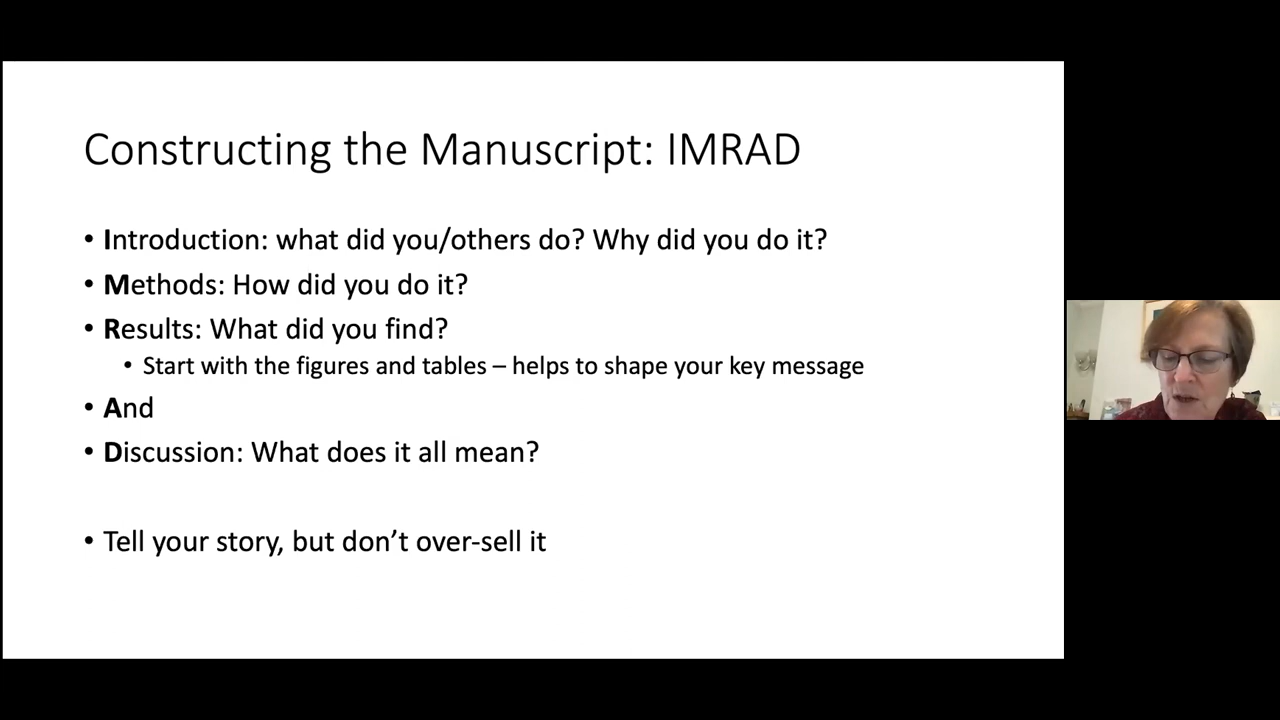 Constructing the Manuscript: IMRAD
• Introduction: what did you/others do? Why did you do it?
• Methods: How did you do it?
• Results: What did you find?
• Start with the figures and tables – helps to shape your key message
• And
• Discussion: What does it all mean?
• Tell your story, but don’t over-sell it